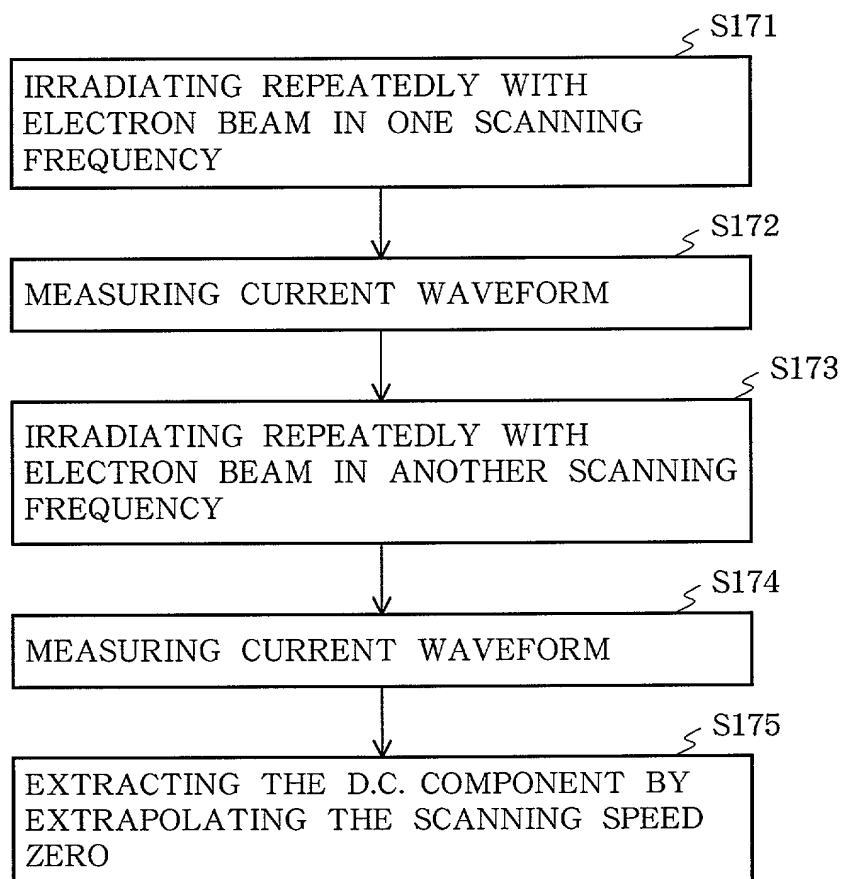 S171
IRRADIATING REPEATEDLY WITH
ELECTRON BEAM IN ONE SCANNING
FREQUENCY
S172
MEASURING CURRENT WAVEFORM
S173
IRRADIATING REPEATEDLY WITH
ELECTRON BEAM IN ANOTHER SCANNING
FREQUENCY
S174
MEASURING CURRENT WAVEFORM
S175
EXTRACTING THE D.C. COMPONENT BY
EXTRAPOLATING THE SCANNING SPEED
ZERO